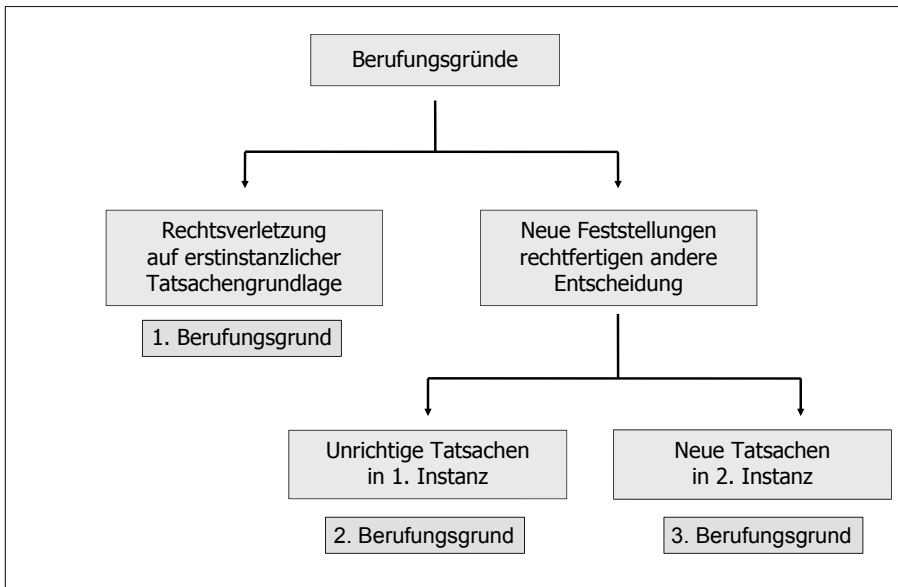 Berufungsgründe
Rechtsverletzung
auf erstinstanzlicher
Tatsachengrundlage
1. Berufungsgrund
Neue Feststellungen
rechtfertigen andere
Entscheidung
Unrichtige Tatsachen
in 1. Instanz
2. Berufungsgrund
Neue Tatsachen
in 2. Instanz
3. Berufungsgrund